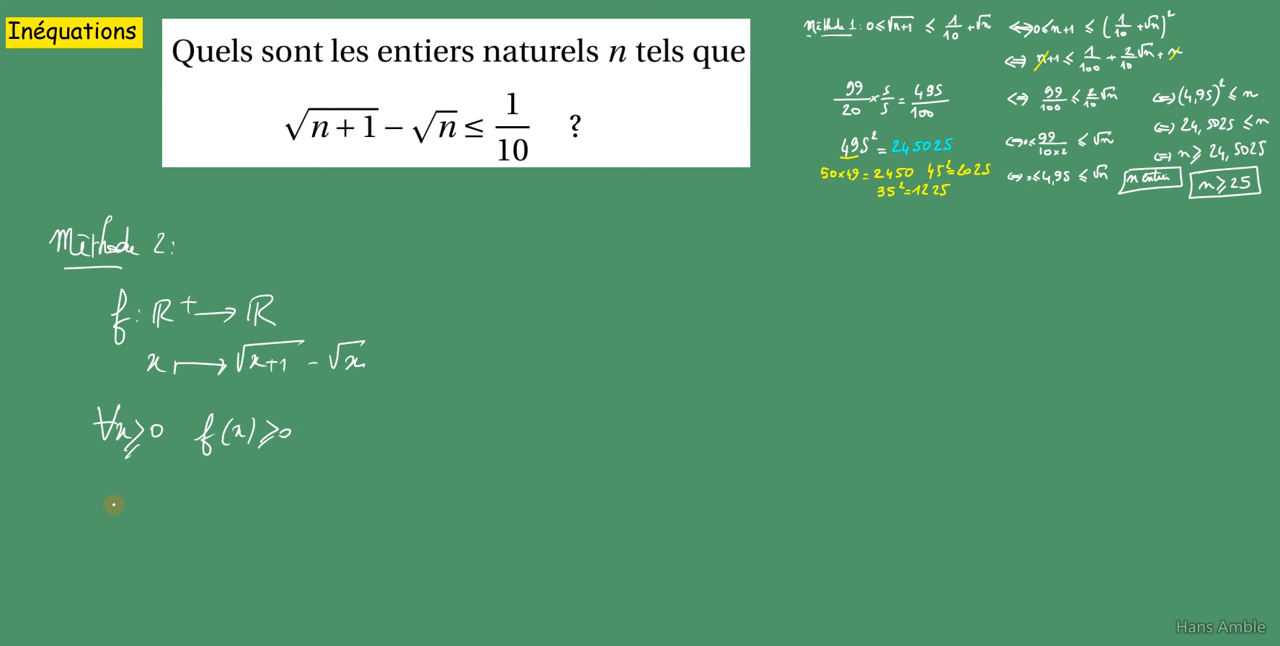 Inéquations
Quels sont les entiers naturels n tels que
√(n+1) − √n ≤ 1/10 ?
Méthode 1 : 0 ≤ √(n+1) ≤ 1/10 + √n ⟺ 0 ≤ n+1 ≤ (1/10 + √n)²
⟺ n+1 ≤ 1/100 + 2/10 √n + n
99/20 × 5/5 = 495/100
⟺ 99/100 ≤ 2/10 √n
495² = 245025
50×49 = 2450 45² = 2025
35² = 1225
⟺ 0 ≤ 99/(10×2) ≤ √n
⟺ 0 ≤ 4,95 ≤ √n
⟺ (4,95)² ≤ n
⟺ 24,5025 ≤ n
⟺ n ≥ 24,5025
n entier
n ≥ 25
Méthode 2 :
f : ℝ+ ⟶ ℝ
x ⟼ √(x+1) − √x
∀x ≥ 0 f(x) ≥ 0
Hans Amble